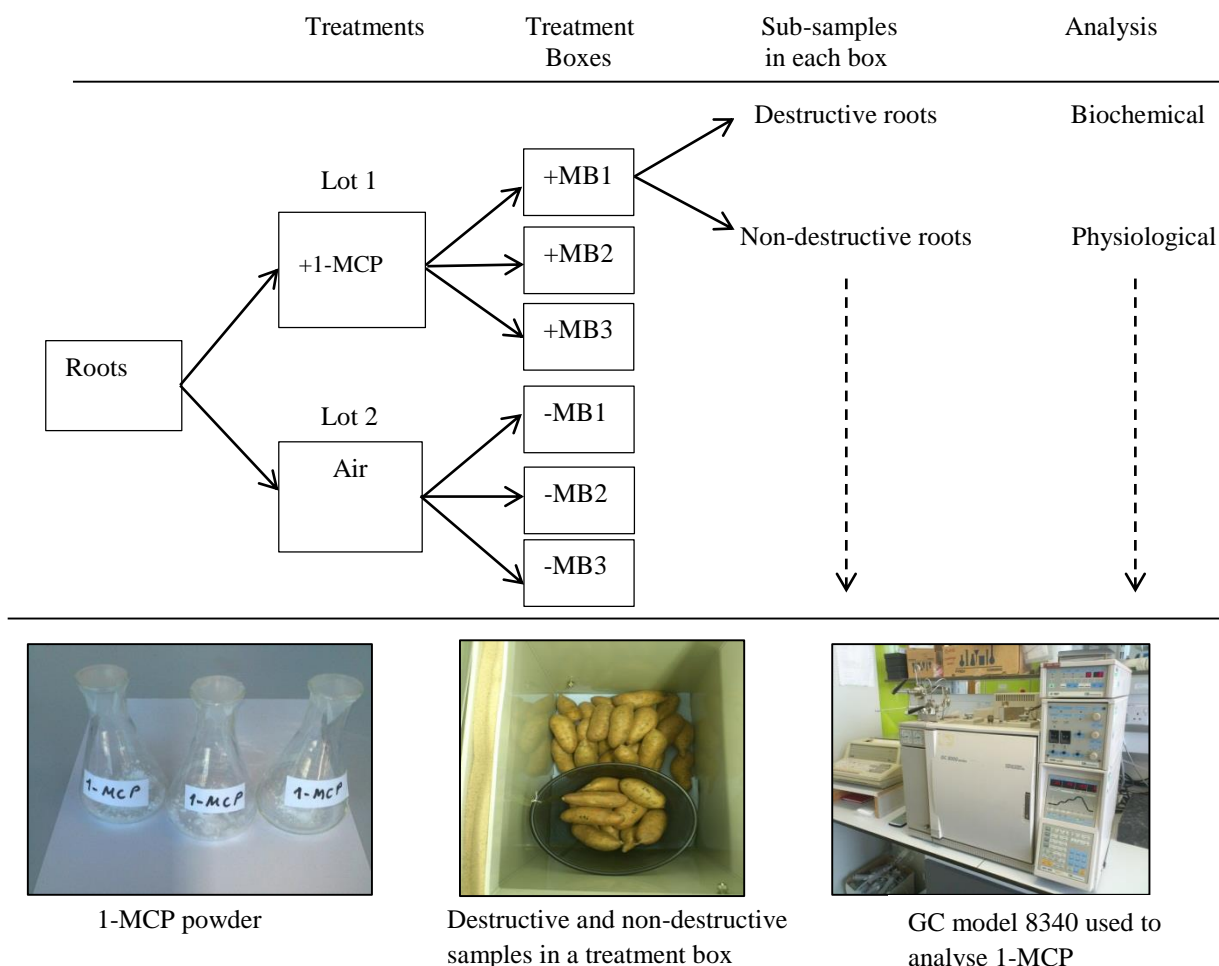 Treatments
Treatment
Boxes
Sub-samples
in each box
Analysis
Destructive roots
Biochemical
Lot 1
+MB1
Non-destructive roots
Physiological
+1-MCP
+MB2
+MB3
Roots
Lot 2
-MB1
Air
-MB2
-MB3
1-MCP
1-MCP
1-MCP
1-MCP powder
Destructive and non-destructive
samples in a treatment box
GC model 8340 used to
analyse 1-MCP